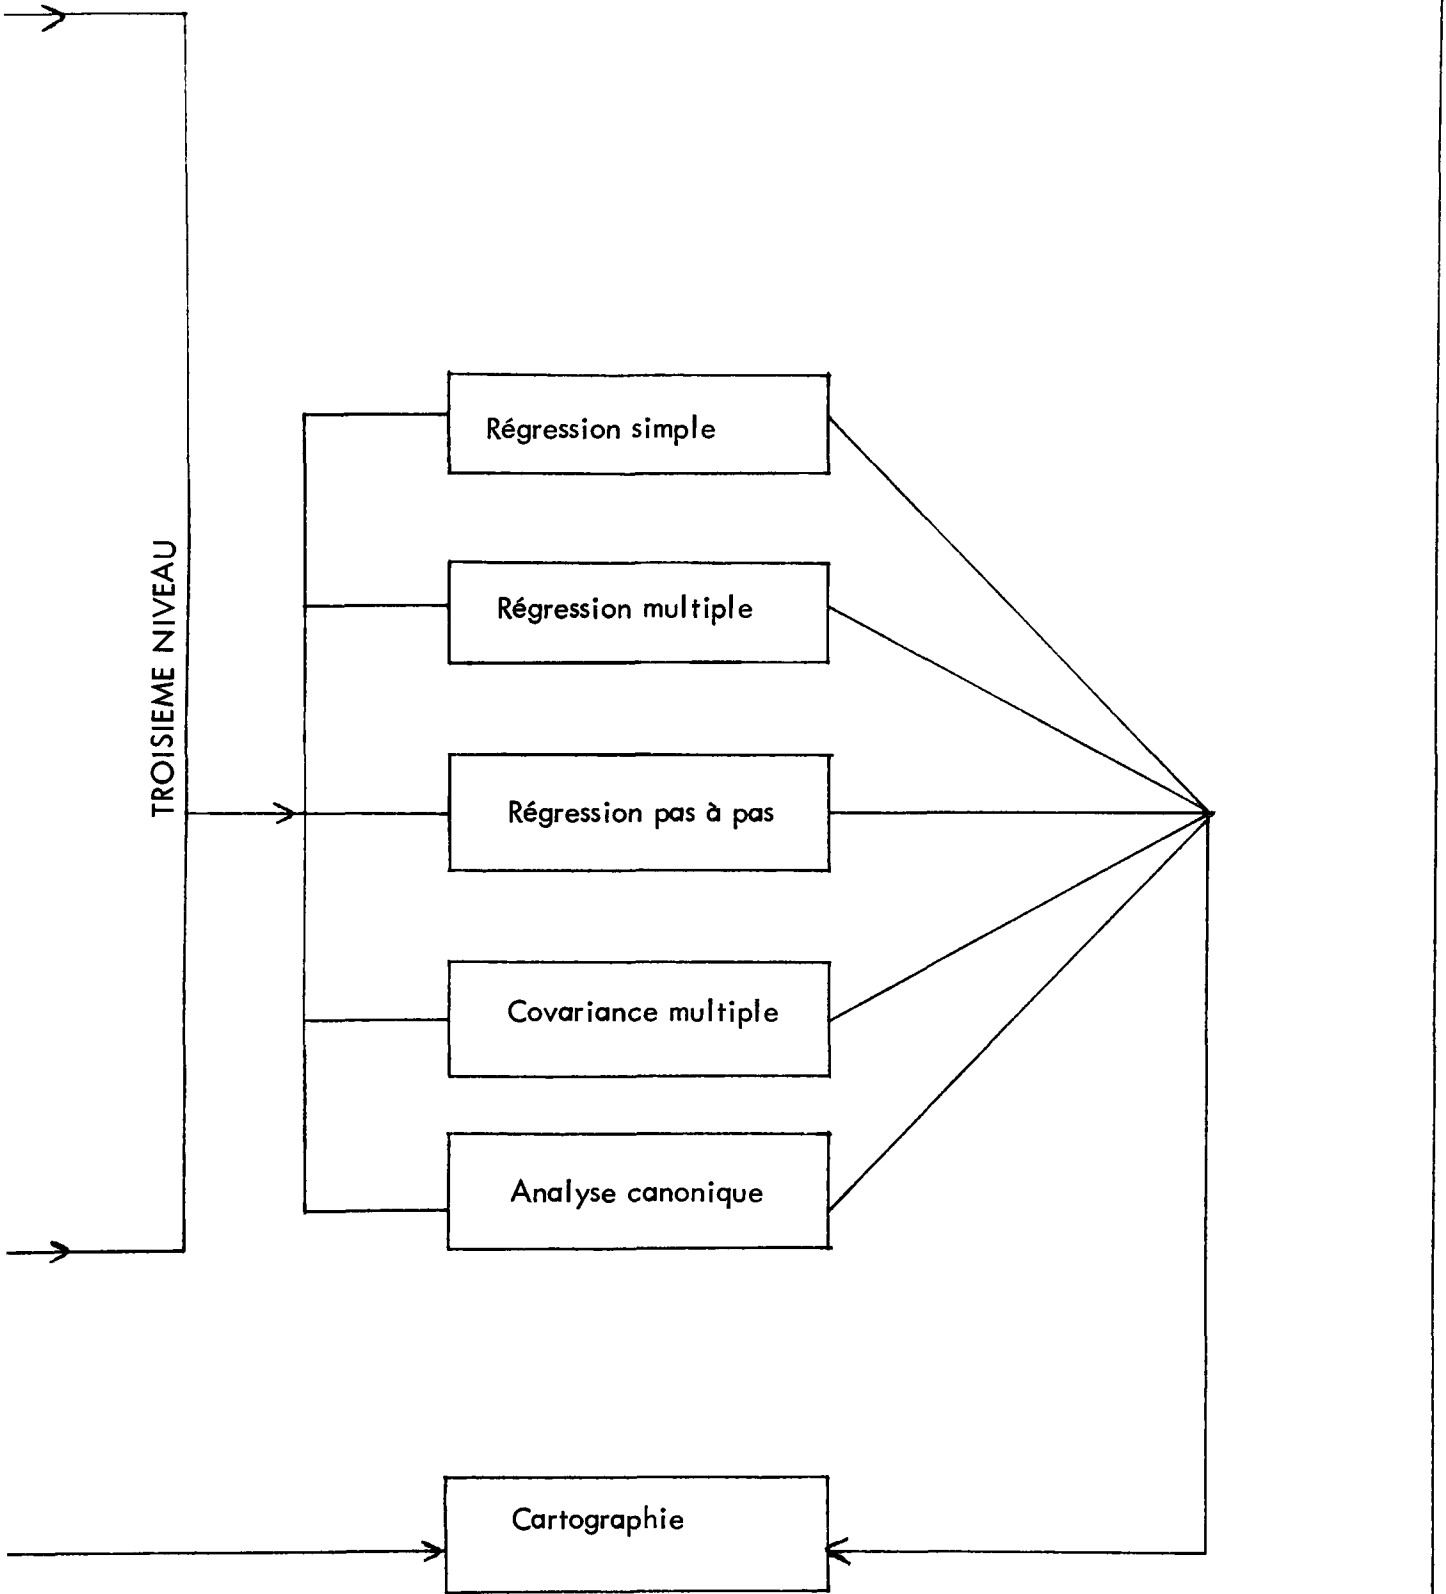 TROISIEME NIVEAU
Régression simple
Régression multiple
Régression pas à pas
Covariance multiple
Analyse canonique
Cartographie